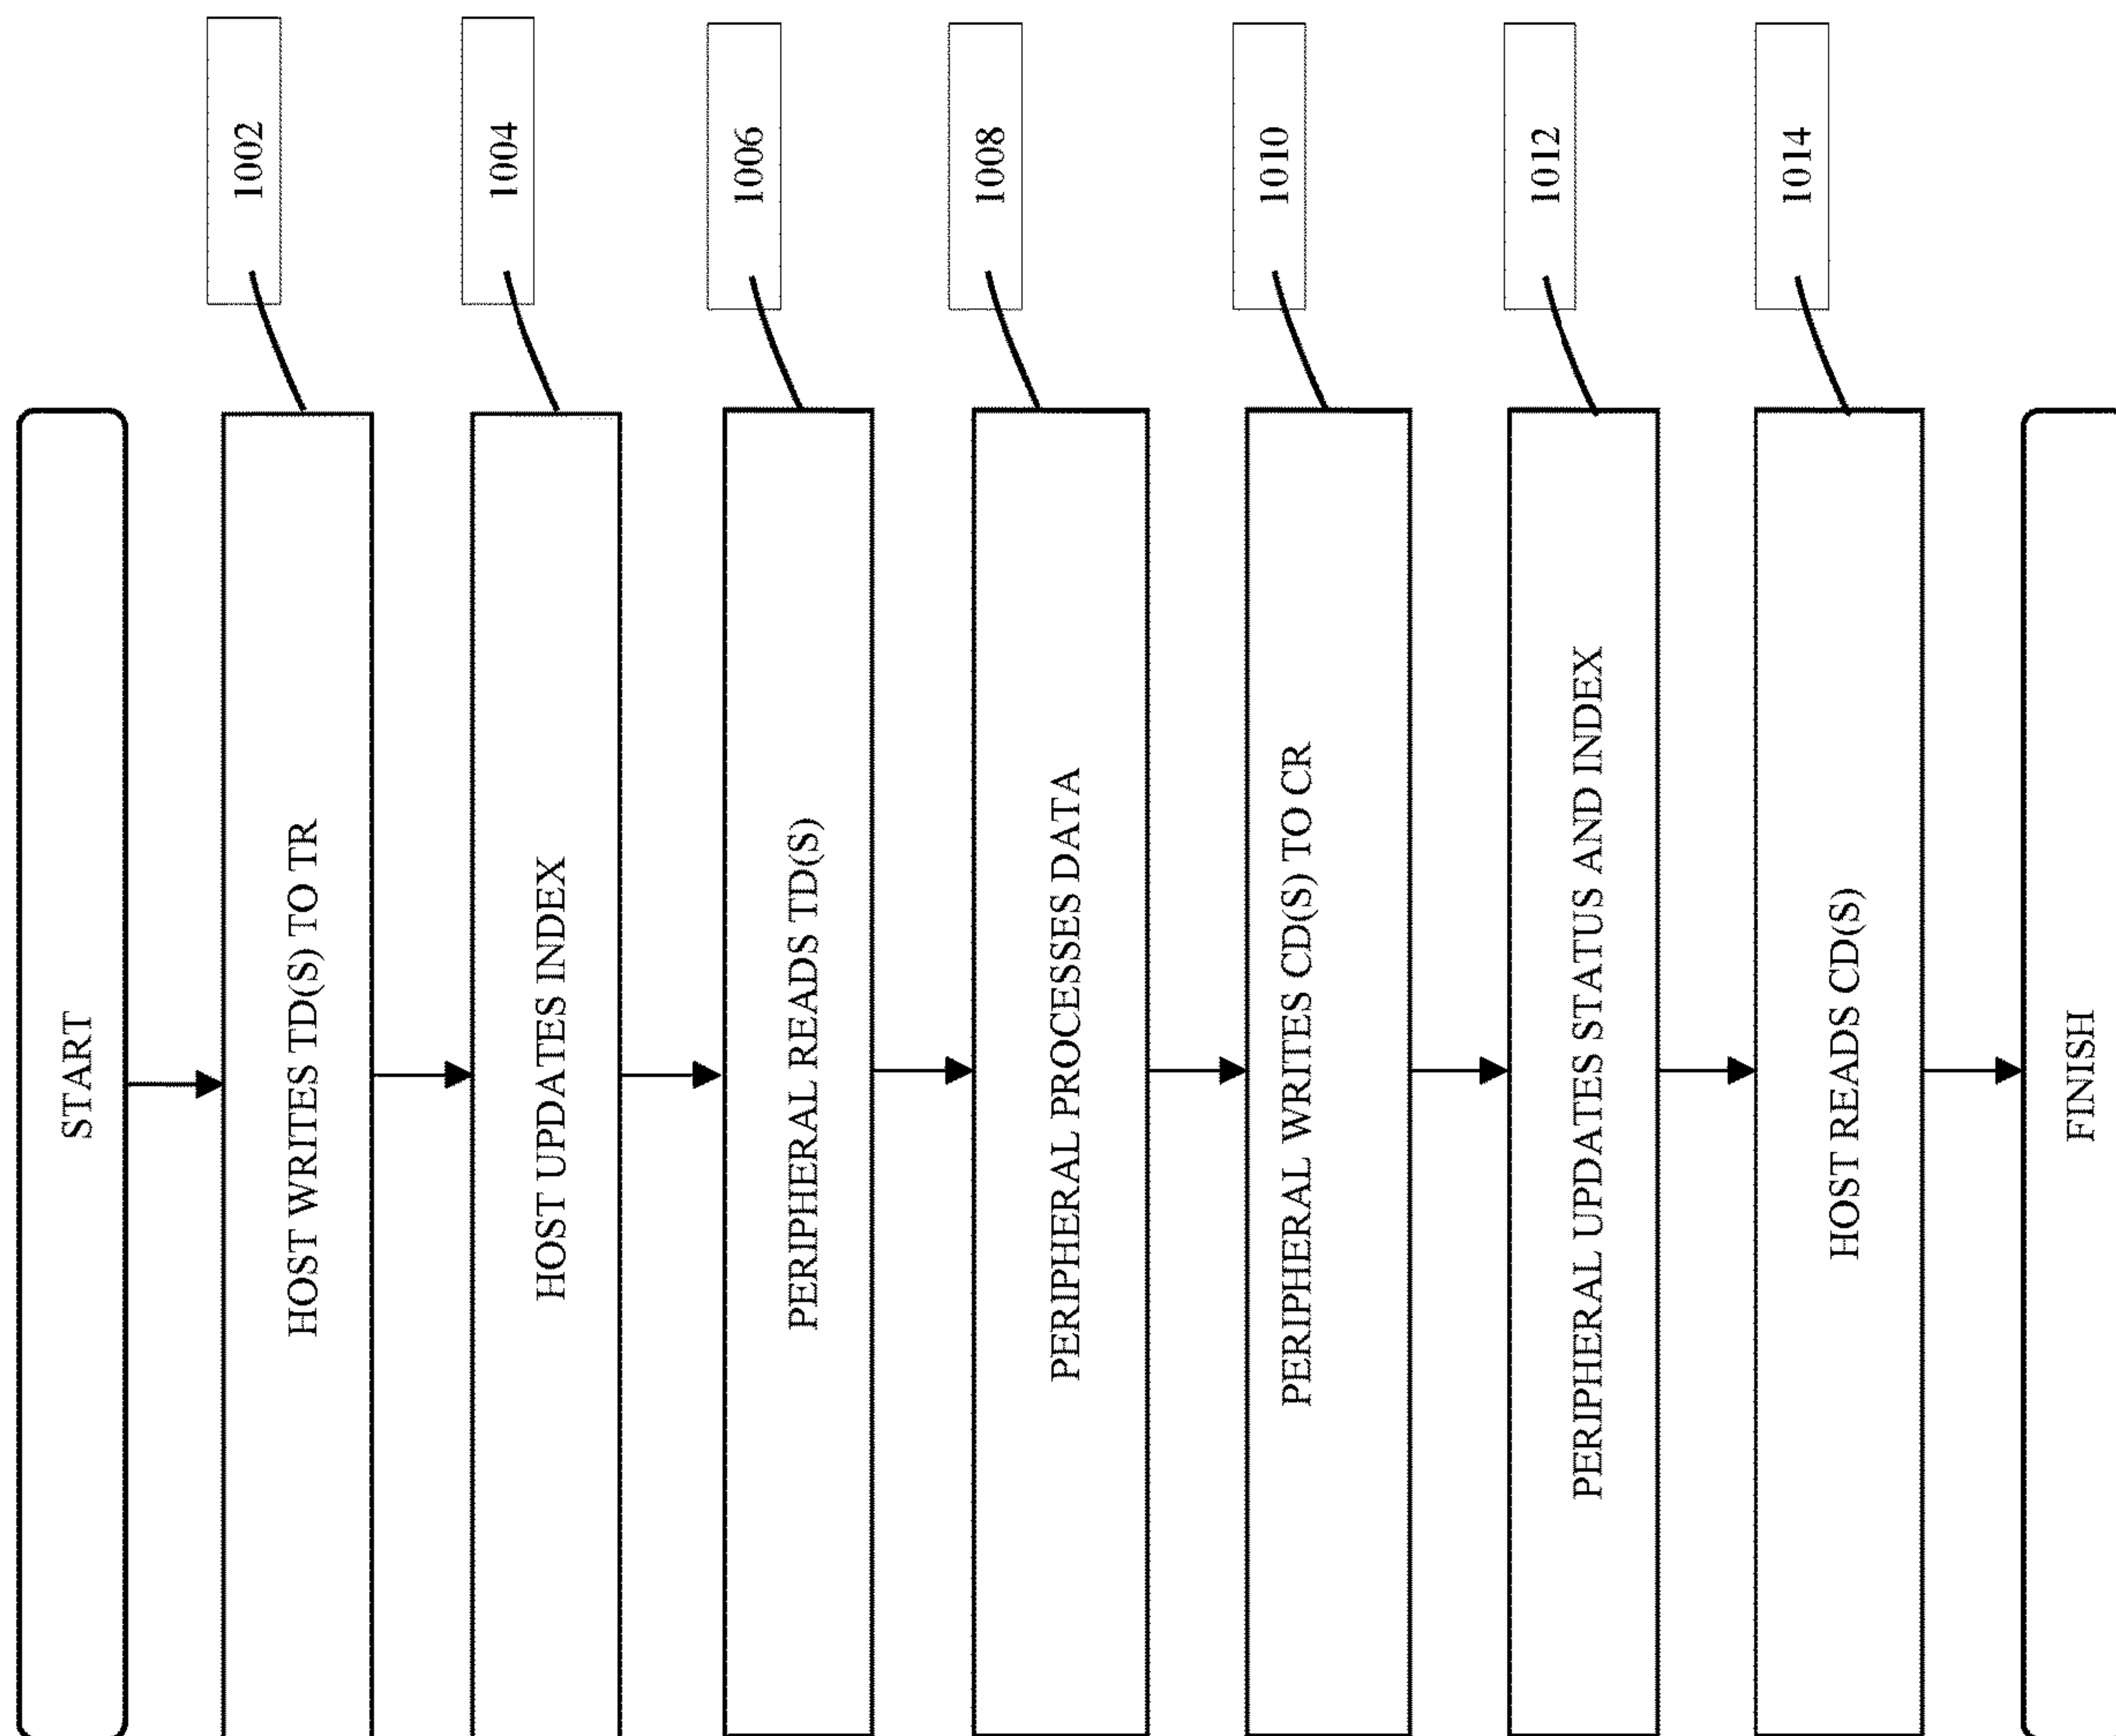 START
1002
HOST WRITES TD(S) TO TR
1004
HOST UPDATES INDEX
1006
PERIPHERAL READS TD(S)
1008
PERIPHERAL PROCESSES DATA
1010
PERIPHERAL WRITES CD(S) TO CR
1012
PERIPHERAL UPDATES STATUS AND INDEX
1014
HOST READS CD(S)
FINISH